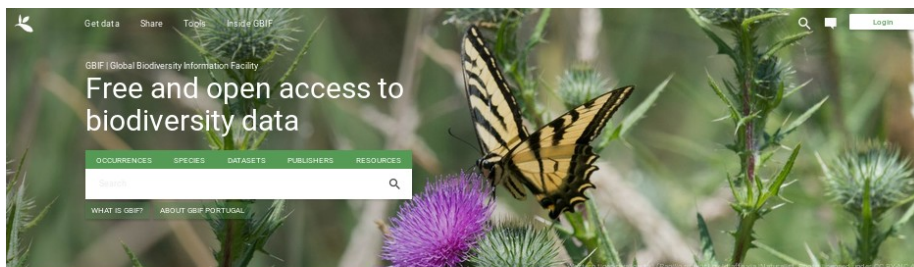 Get data Share Tools Inside GBIF
Login
GBIF | Global Biodiversity Information Facility
Free and open access to
biodiversity data
OCCURRENCES SPECIES DATASETS PUBLISHERS RESOURCES
Search
WHAT IS GBIF? ABOUT GBIF PORTUGAL